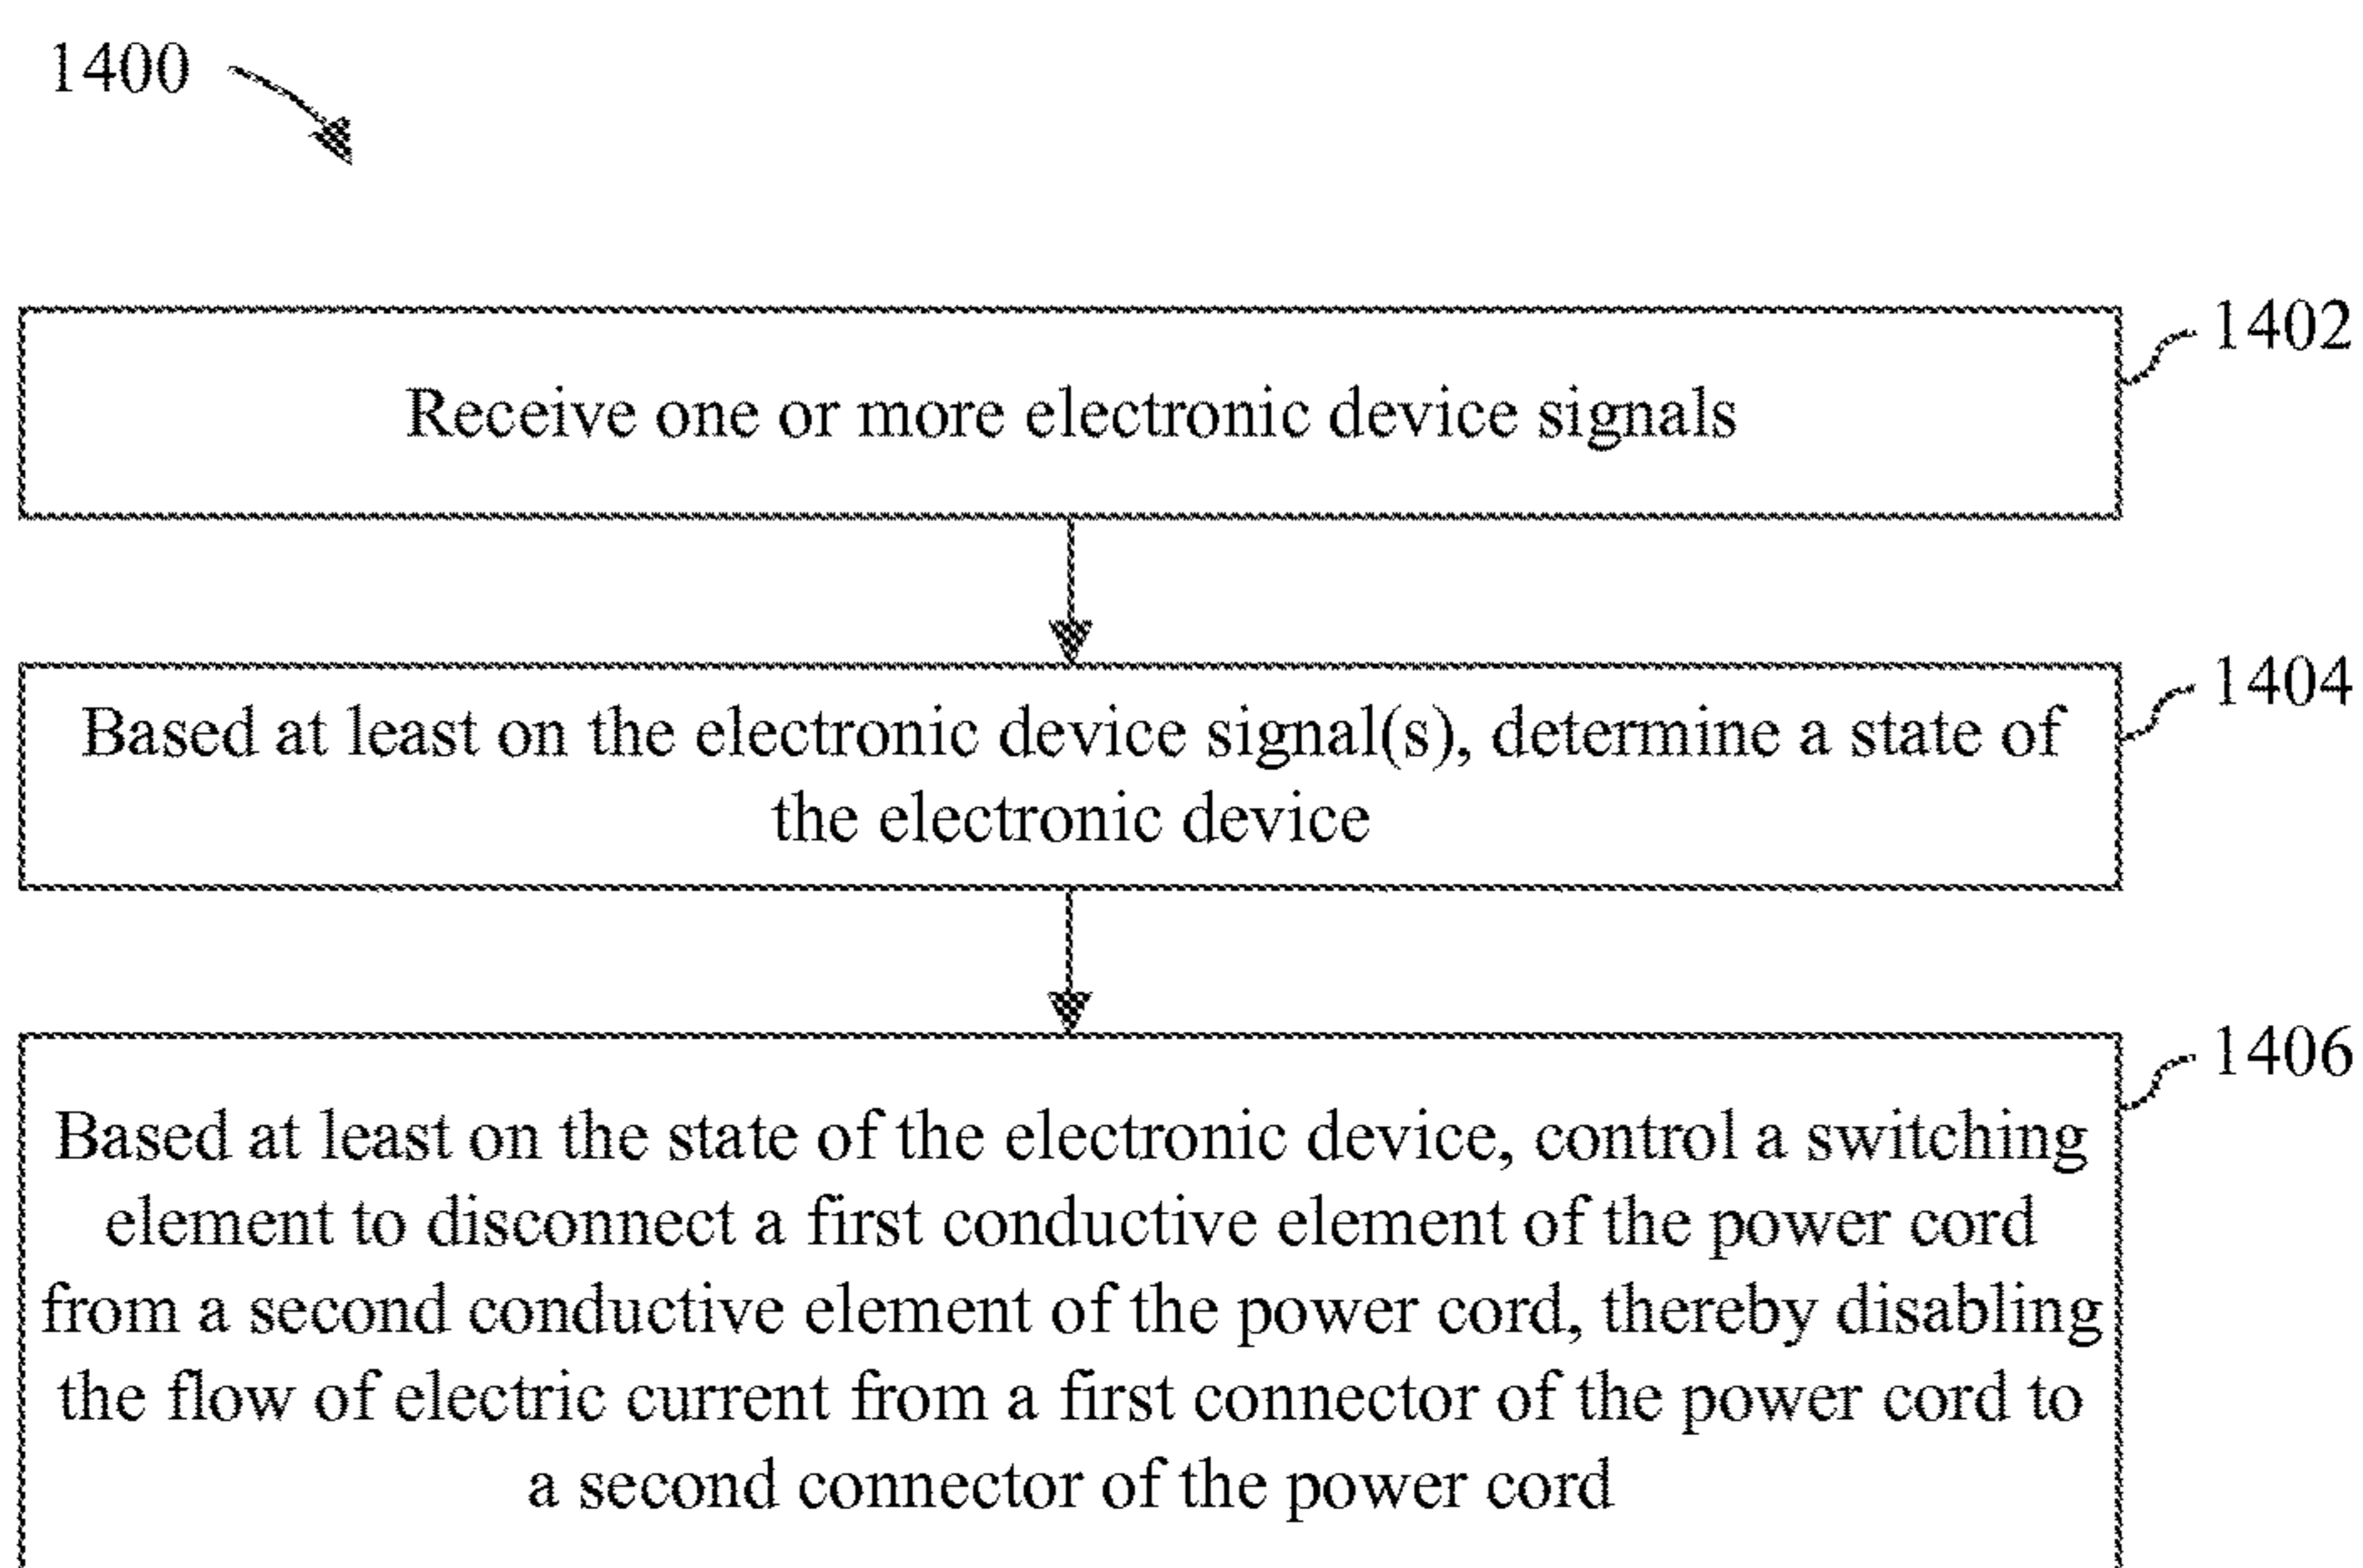 1400
1402
Receive one or more electronic device signals
1404
Based at least on the electronic device signal(s), determine a state of
the electronic device
1406
Based at least on the state of the electronic device, control a switching
element to disconnect a first conductive element of the power cord
from a second conductive element of the power cord, thereby disabling
the flow of electric current from a first connector of the power cord to
a second connector of the power cord